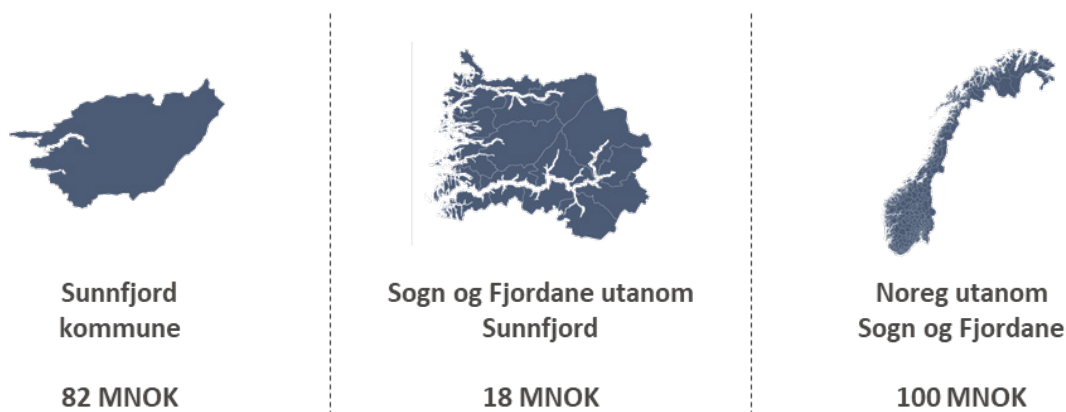 Sunnfjord
kommune
82 MNOK
Sogn og Fjordane utanom
Sunnfjord
18 MNOK
Noreg utanom
Sogn og Fjordane
100 MNOK